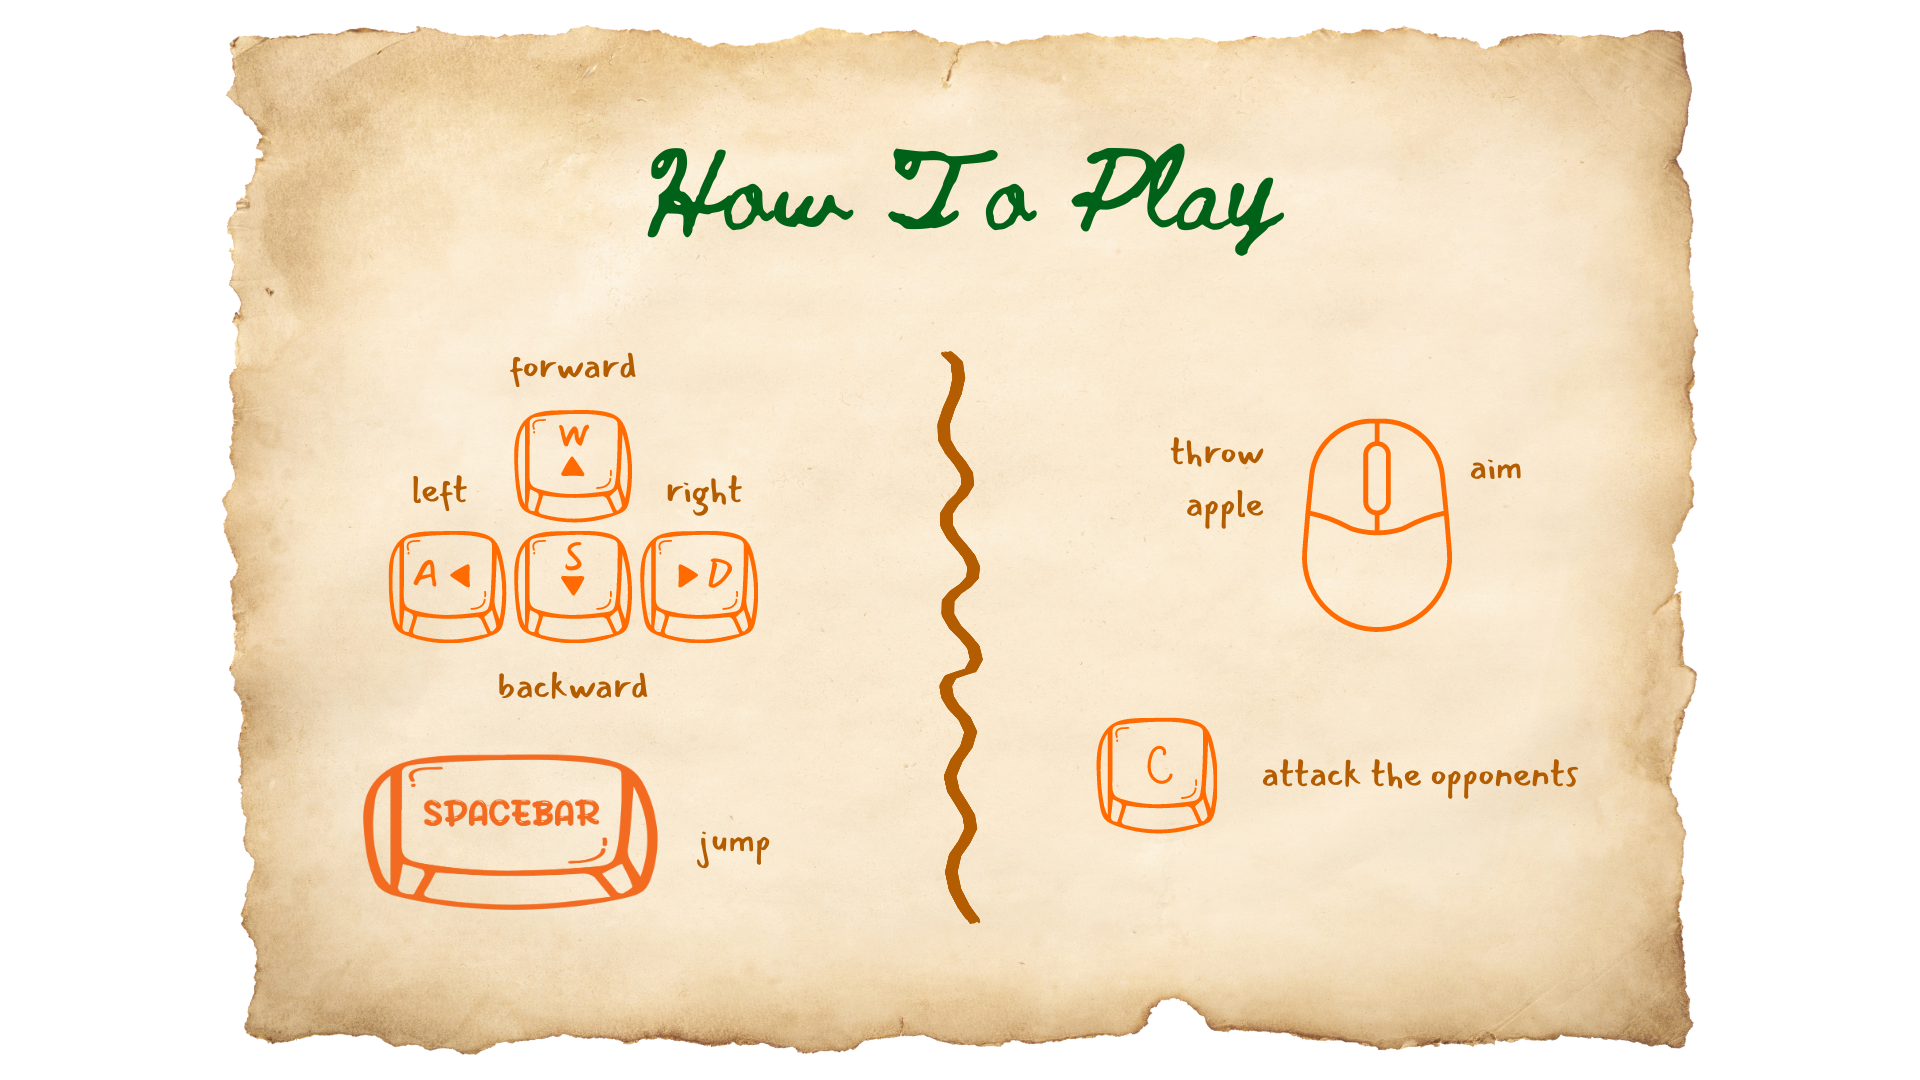 How To Play
forward
W
left
right
A
S
D
backward
SPACEBAR
jump
throw
apple
aim
C
attack the opponents